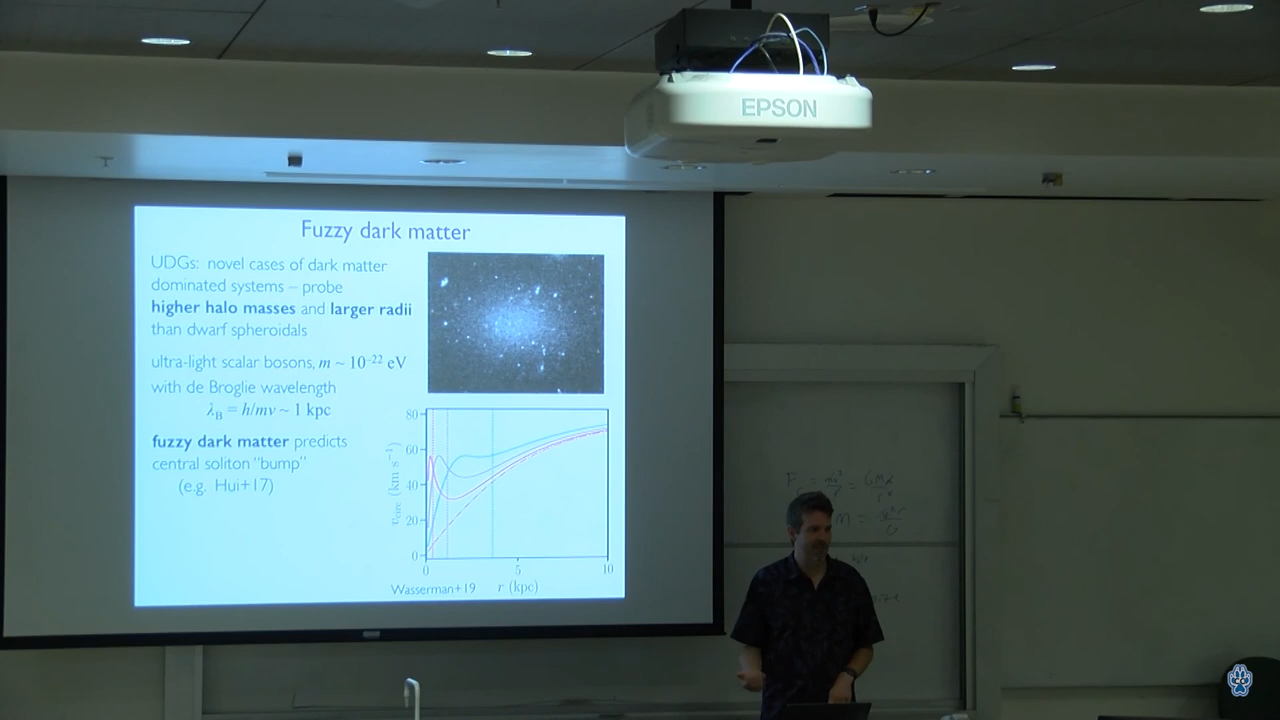 EPSON
Fuzzy dark matter
UDGs: novel cases of dark matter
dominated systems – probe
higher halo masses and larger radii
than dwarf spheroidals
ultra-light scalar bosons, m ~ 10⁻²² eV
with de Broglie wavelength
λ_B = h/mv ~ 1 kpc
fuzzy dark matter predicts
central soliton "bump"
(e.g. Hui+17)
80
60
40
20
0
v_circ (km s⁻¹)
0 5 10
Wasserman+19 r (kpc)